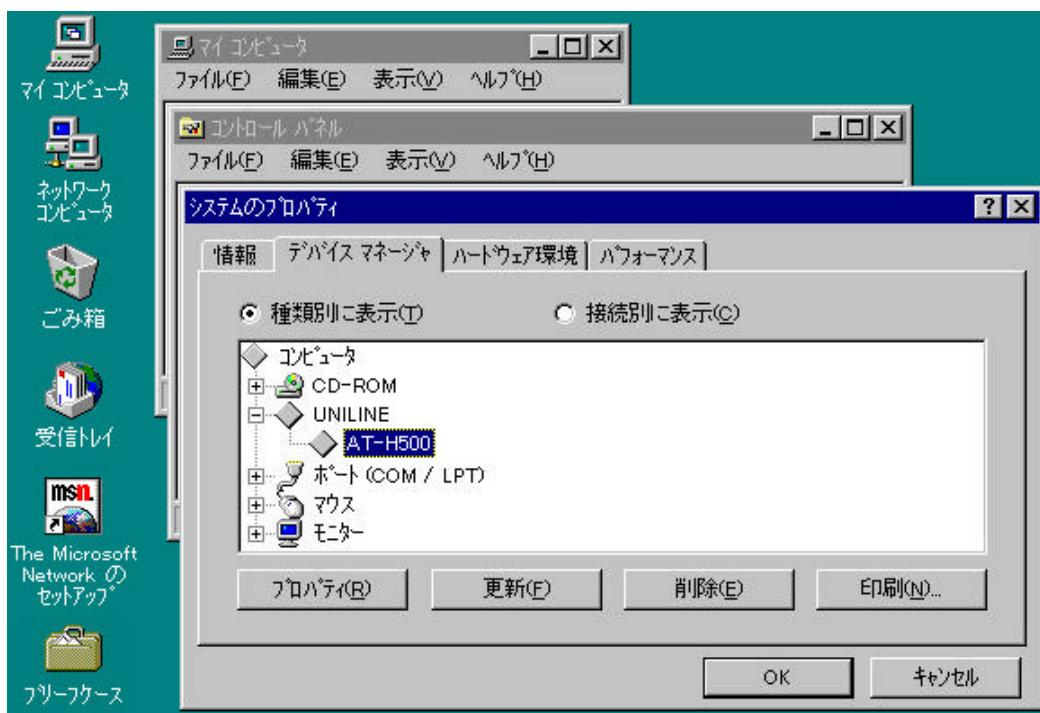 マイ コンピュータ
ネットワーク
コンピュータ
ごみ箱
受信トレイ
msn.
The Microsoft
Network の
セットアップ
ブリーフケース
マイ コンピュータ
ファイル(F) 編集(E) 表示(V) ヘルプ(H)
コントロール パネル
ファイル(F) 編集(E) 表示(V) ヘルプ(H)
システムのプロパティ
情報 デバイス マネージャ ハードウェア環境 パフォーマンス
種類別に表示(T) 接続別に表示(C)
コンピュータ
CD-ROM
UNILINE
AT-H500
ポート (COM / LPT)
マウス
モニター
プロパティ(R) 更新(F) 削除(E) 印刷(N)...
OK キャンセル